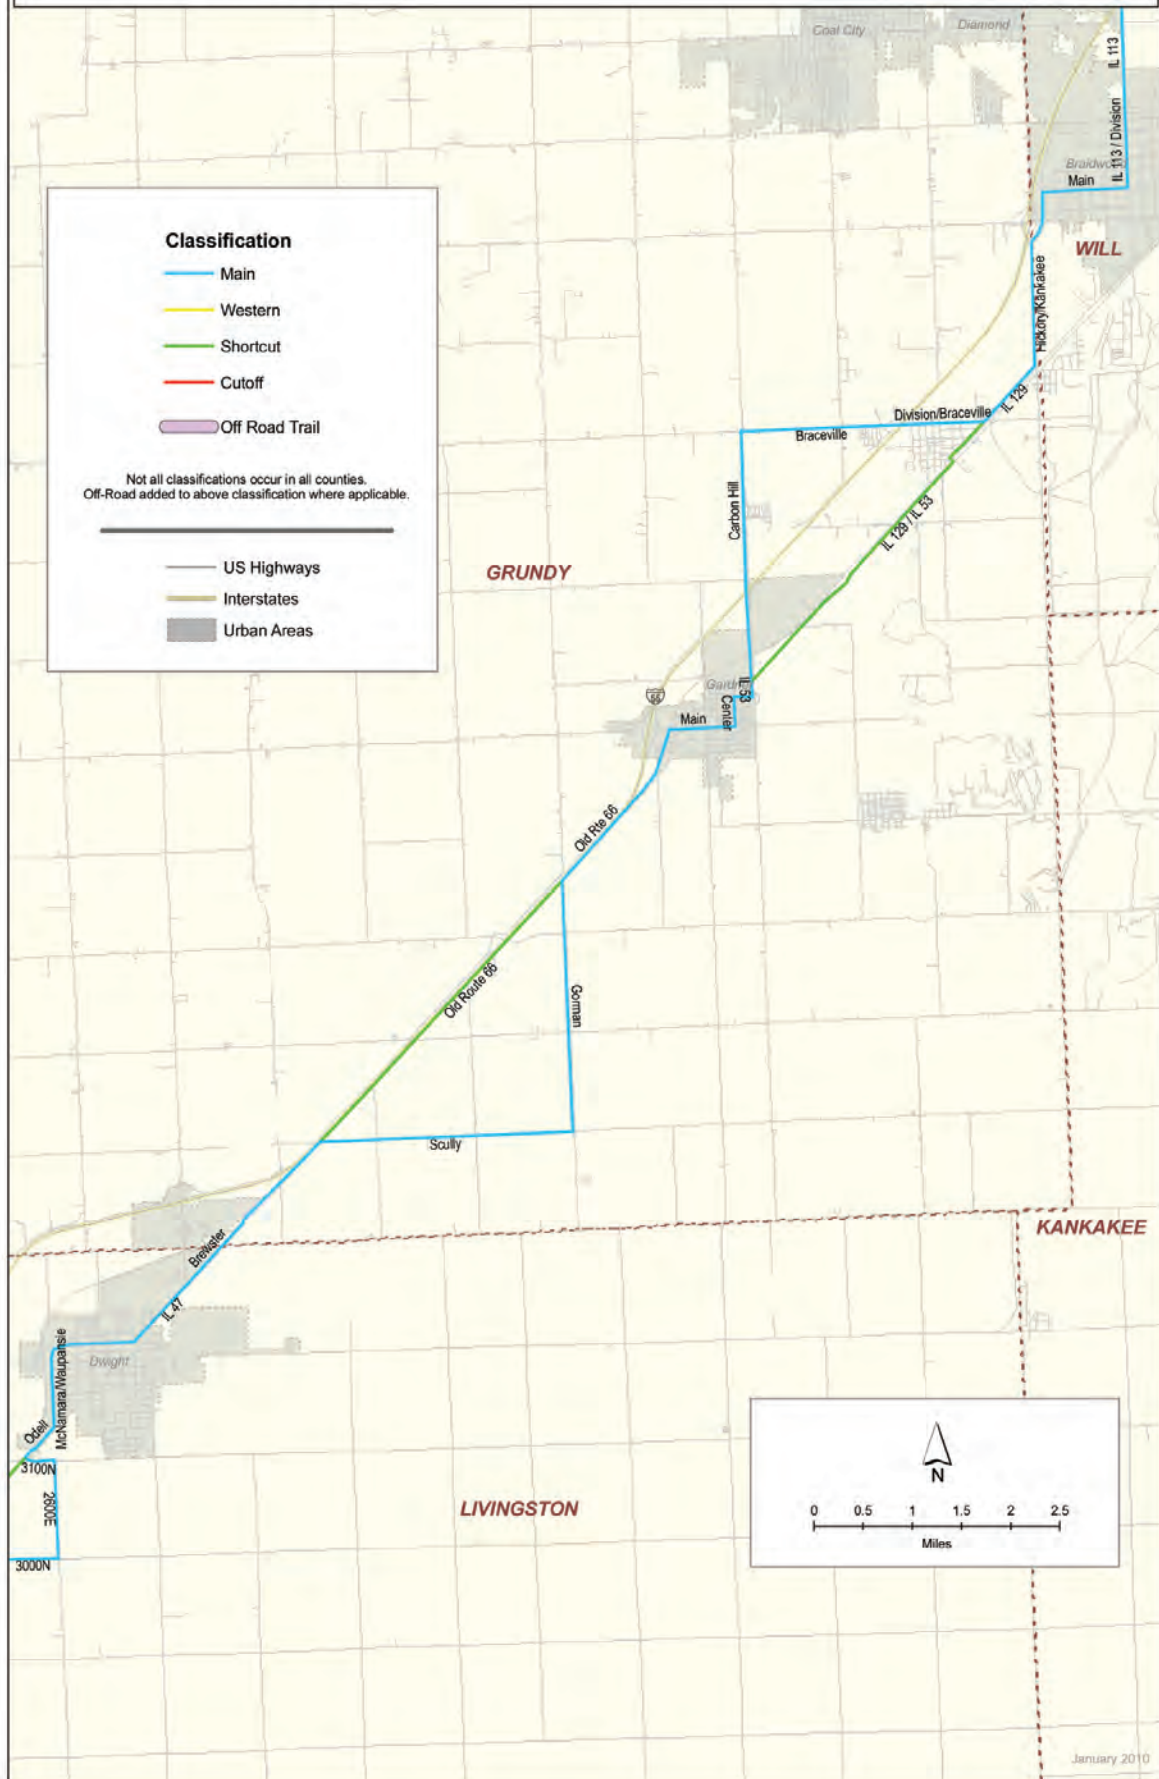 Coal City
Diamond
IL 113
IL 113 / Division
Braidwood
Main
WILL
Classification
Main
Western
Shortcut
Cutoff
Off Road Trail
Not all classifications occur in all counties.
Off-Road added to above classification where applicable.
US Highways
Interstates
Urban Areas
Hickory/Kankakee
IL 129
Division/Braceville
Braceville
Carbon Hill
IL 129 / IL 53
GRUNDY
55
IL 53
Center
Main
Old Rte 66
Old Route 66
Gorman
Scully
KANKAKEE
Brewster
IL 47
McNamara/Waupansie
Dwight
Odell
3100N
2600E
3000N
LIVINGSTON
N
0 0.5 1 1.5 2 2.5
Miles
January 2010